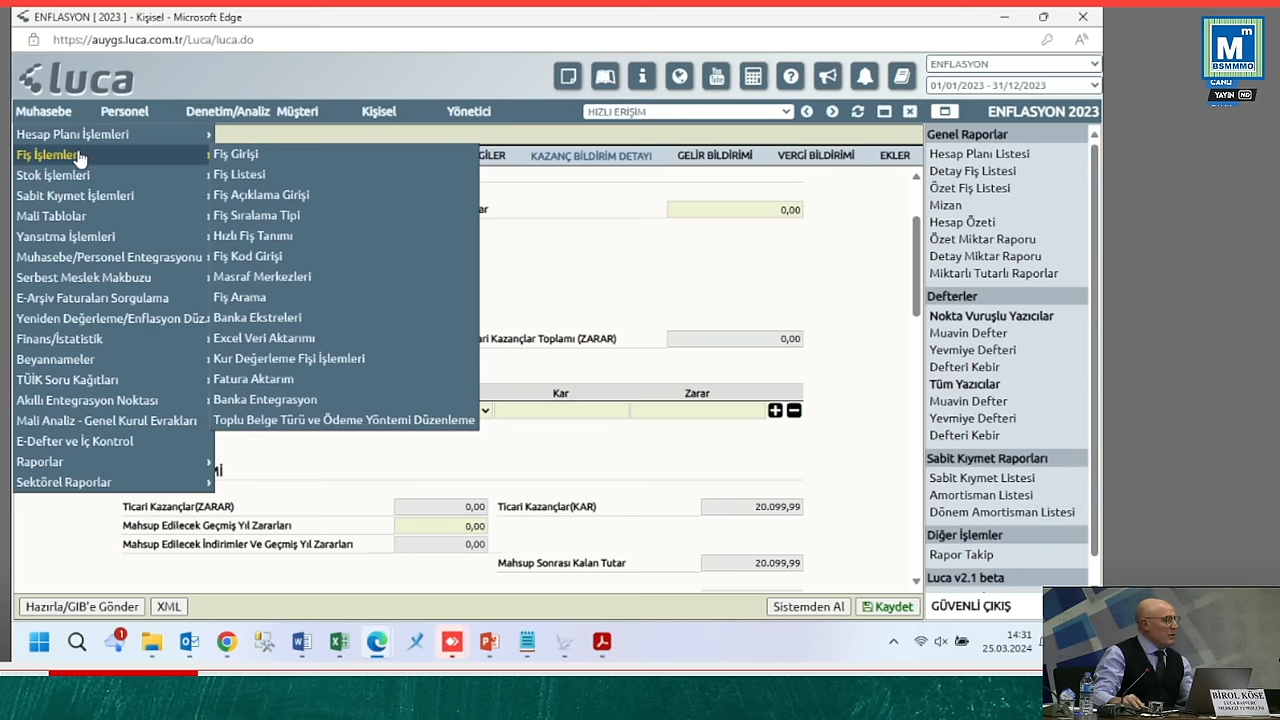 ENFLASYON [ 2023 ] - Kişisel - Microsoft Edge
https://auygs.luca.com.tr/Luca/luca.do
luca
ENFLASYON
01/01/2023 - 31/12/2023
Muhasebe Personel Denetim/Analiz Müşteri Kişisel Yönetici HIZLI ERİŞİM ENFLASYON 2023
Hesap Planı İşlemleri
Fiş İşlemleri
Stok İşlemleri
Sabit Kıymet İşlemleri
Mali Tablolar
Yansıtma İşlemleri
Muhasebe/Personel Entegrasyonu
Serbest Meslek Makbuzu
E-Arşiv Faturaları Sorgulama
Yeniden Değerleme/Enflasyon Düz.
Finans/İstatistik
Beyannameler
TÜİK Soru Kağıtları
Akıllı Entegrasyon Noktası
Mali Analiz - Genel Kurul Evrakları
E-Defter ve İç Kontrol
Raporlar
Sektörel Raporlar
Fiş Girişi
Fiş Listesi
Fiş Açıklama Girişi
Fiş Sıralama Tipi
Hızlı Fiş Tanımı
Fiş Kod Girişi
Masraf Merkezleri
Fiş Arama
Banka Ekstreleri
Excel Veri Aktarımı
Kur Değerleme Fişi İşlemleri
Fatura Aktarım
Banka Entegrasyon
Toplu Belge Türü ve Ödeme Yöntemi Düzenleme
GİLER KAZANÇ BİLDİRİM DETAYI GELİR BİLDİRİMİ VERGİ BİLDİRİMİ EKLER
ar 0,00
ari Kazançlar Toplamı (ZARAR) 0,00
Kar Zarar
Mİ
Ticari Kazançlar(ZARAR) 0,00 Ticari Kazançlar(KAR) 20.099,99
Mahsup Edilecek Geçmiş Yıl Zararları 0,00
Mahsup Edilecek İndirimler Ve Geçmiş Yıl Zararları 0,00
Mahsup Sonrası Kalan Tutar 20.099,99
Hazırla/GIB'e Gönder XML Sistemden Al Kaydet
Genel Raporlar
Hesap Planı Listesi
Detay Fiş Listesi
Özet Fiş Listesi
Mizan
Hesap Özeti
Özet Miktar Raporu
Detay Miktar Raporu
Miktarlı Tutarlı Raporlar
Defterler
Nokta Vuruşlu Yazıcılar
Muavin Defter
Yevmiye Defteri
Defteri Kebir
Tüm Yazıcılar
Muavin Defter
Yevmiye Defteri
Defteri Kebir
Sabit Kıymet Raporları
Sabit Kıymet Listesi
Amortisman Listesi
Dönem Amortisman Listesi
Diğer İşlemler
Rapor Takip
Luca v2.1 beta
GÜVENLİ ÇIKIŞ
14:31
25.03.2024
M m
BSMMMO
CANLI
YAYIN HD
BİROL KÖSE